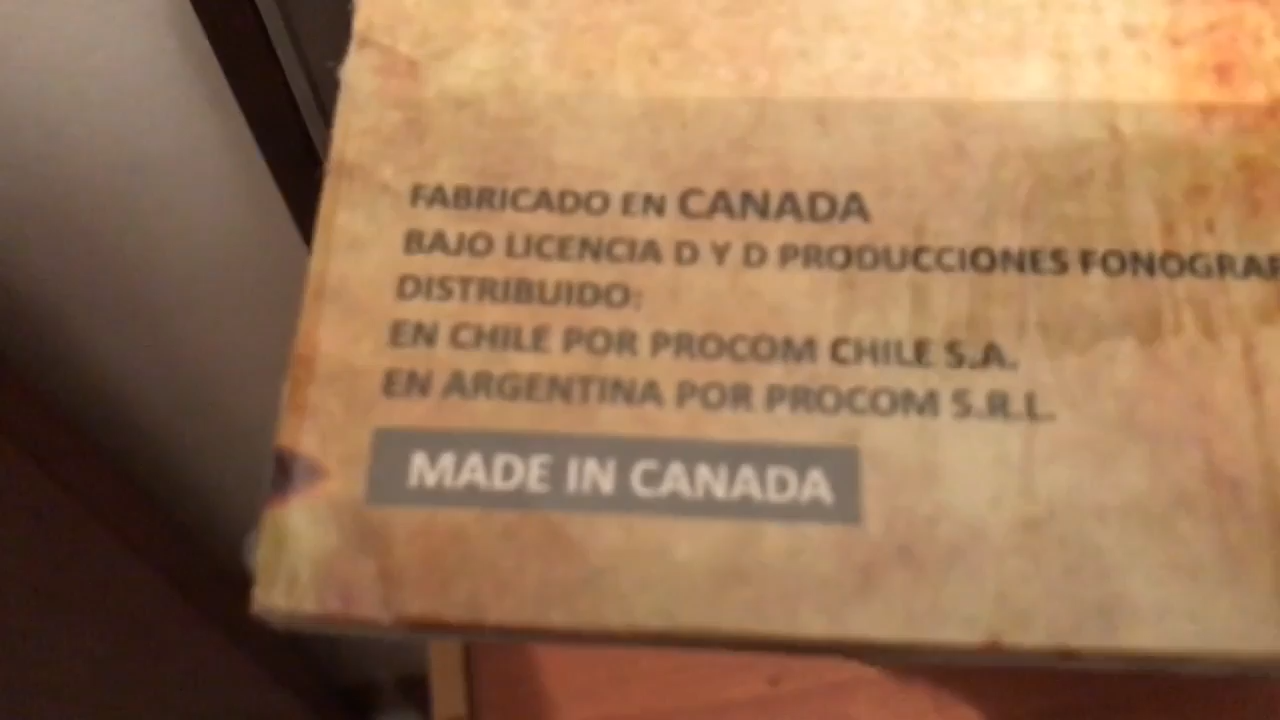 FABRICADO EN CANADA
BAJO LICENCIA D Y D PRODUCCIONES FONOGRAF
DISTRIBUIDO:
EN CHILE POR PROCOM CHILE S.A.
EN ARGENTINA POR PROCOM S.R.L.
MADE IN CANADA